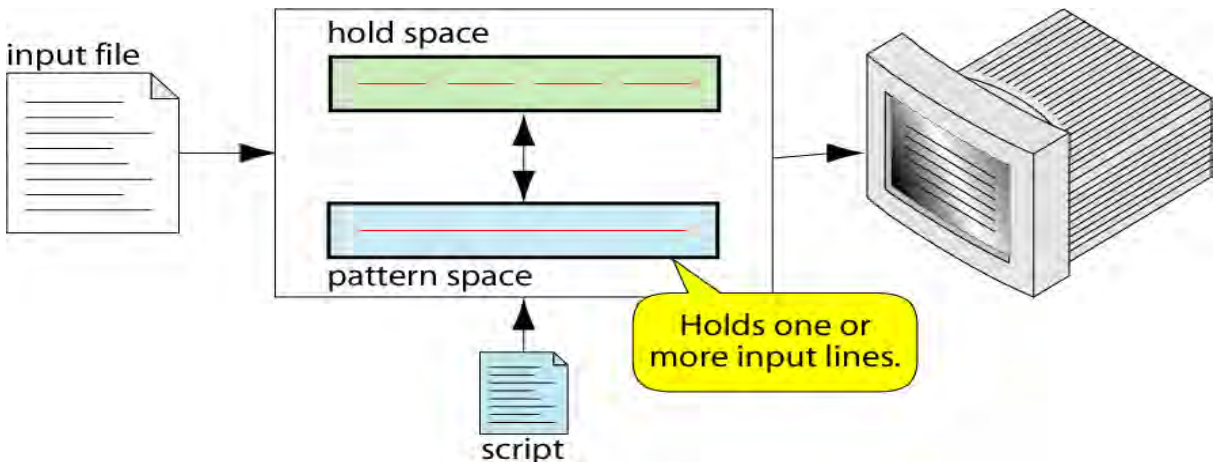 hold space
input file
pattern space
Holds one or
more input lines.
script